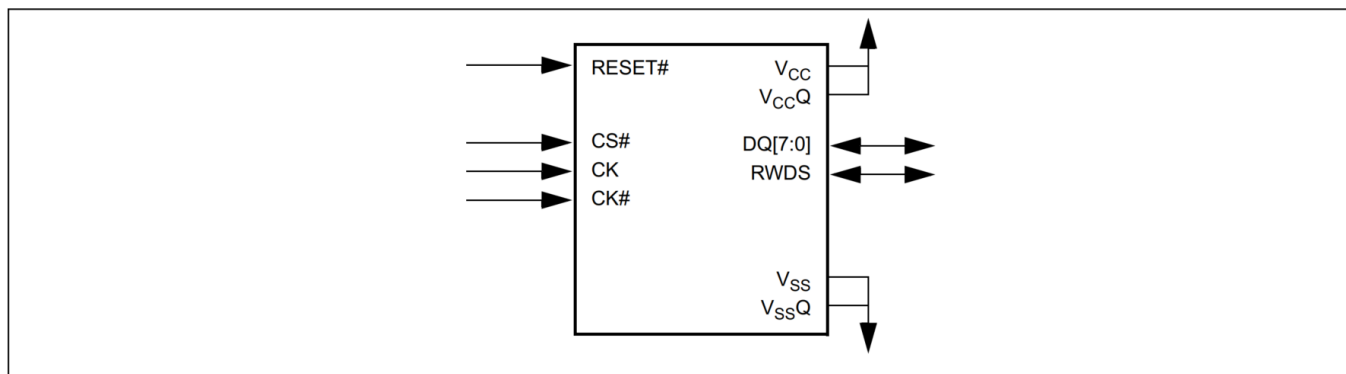 RESET#
CS#
CK
CK#
VCC
VCCQ
DQ[7:0]
RWDS
VSS
VSSQ